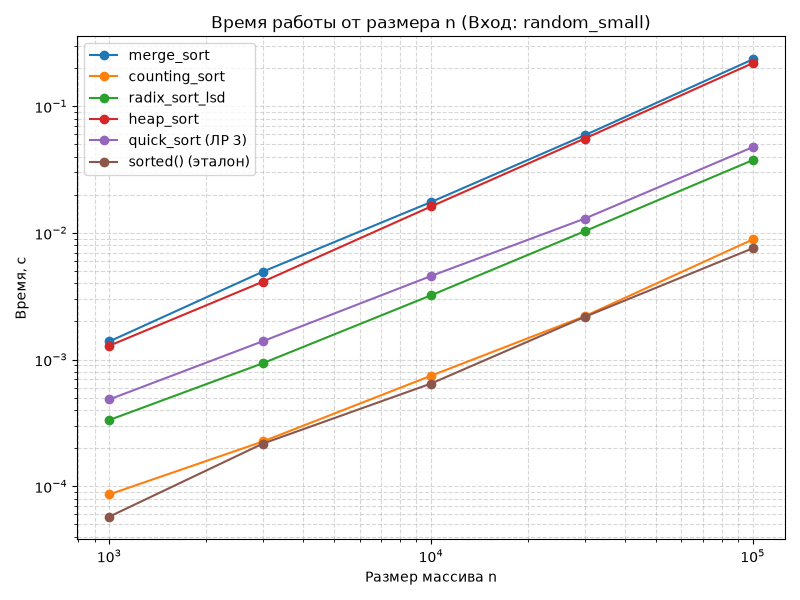 Время работы от размера n (Вход: random_small)
merge_sort
counting_sort
radix_sort_lsd
heap_sort
quick_sort (ЛР 3)
sorted() (эталон)
Время, с
10⁻¹
10⁻²
10⁻³
10⁻⁴
10³ 10⁴ 10⁵
Размер массива n